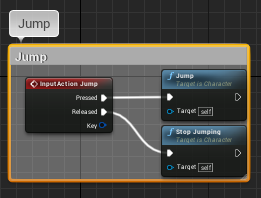 Jump
Jump
InputAction Jump
Pressed
Released
Key
Jump
Target is Character
Target self
Stop Jumping
Target is Character
Target self